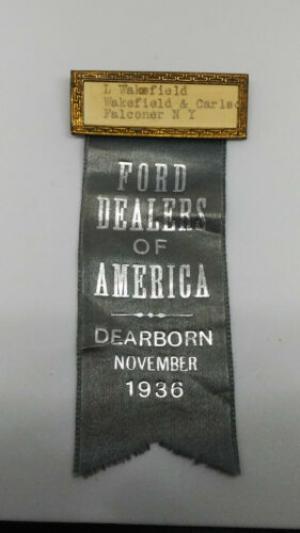 L Wakefield
Wakefield & Carlso
Falconer N Y
FORD
DEALERS
OF
AMERICA
DEARBORN
NOVEMBER
1936